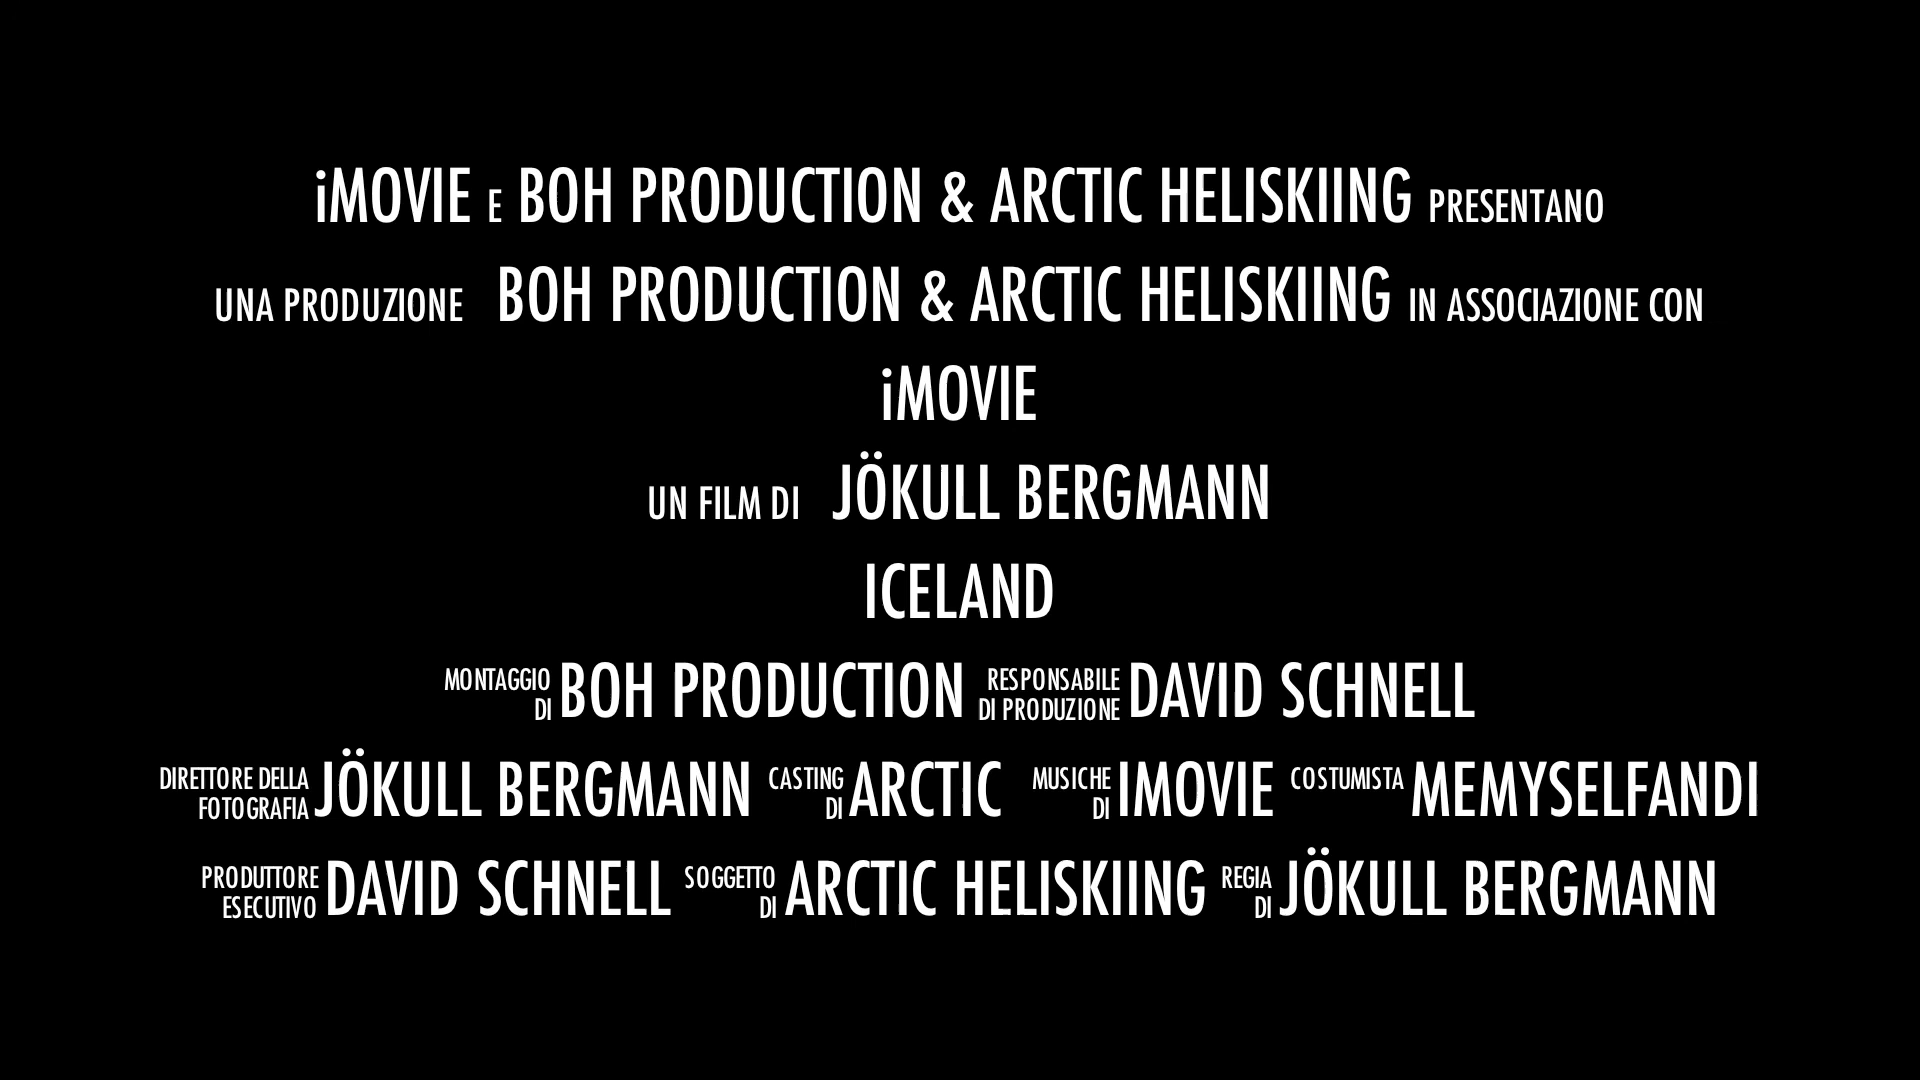 iMOVIE E BOH PRODUCTION & ARCTIC HELISKIING PRESENTANO
UNA PRODUZIONE BOH PRODUCTION & ARCTIC HELISKIING IN ASSOCIAZIONE CON
iMOVIE
UN FILM DI JÖKULL BERGMANN
ICELAND
MONTAGGIO DI BOH PRODUCTION RESPONSABILE DI PRODUZIONE DAVID SCHNELL
DIRETTORE DELLA FOTOGRAFIA JÖKULL BERGMANN CASTING DI ARCTIC MUSICHE DI IMOVIE COSTUMISTA MEMYSELFANDI
PRODUTTORE ESECUTIVO DAVID SCHNELL SOGGETTO DI ARCTIC HELISKIING REGIA DI JÖKULL BERGMANN